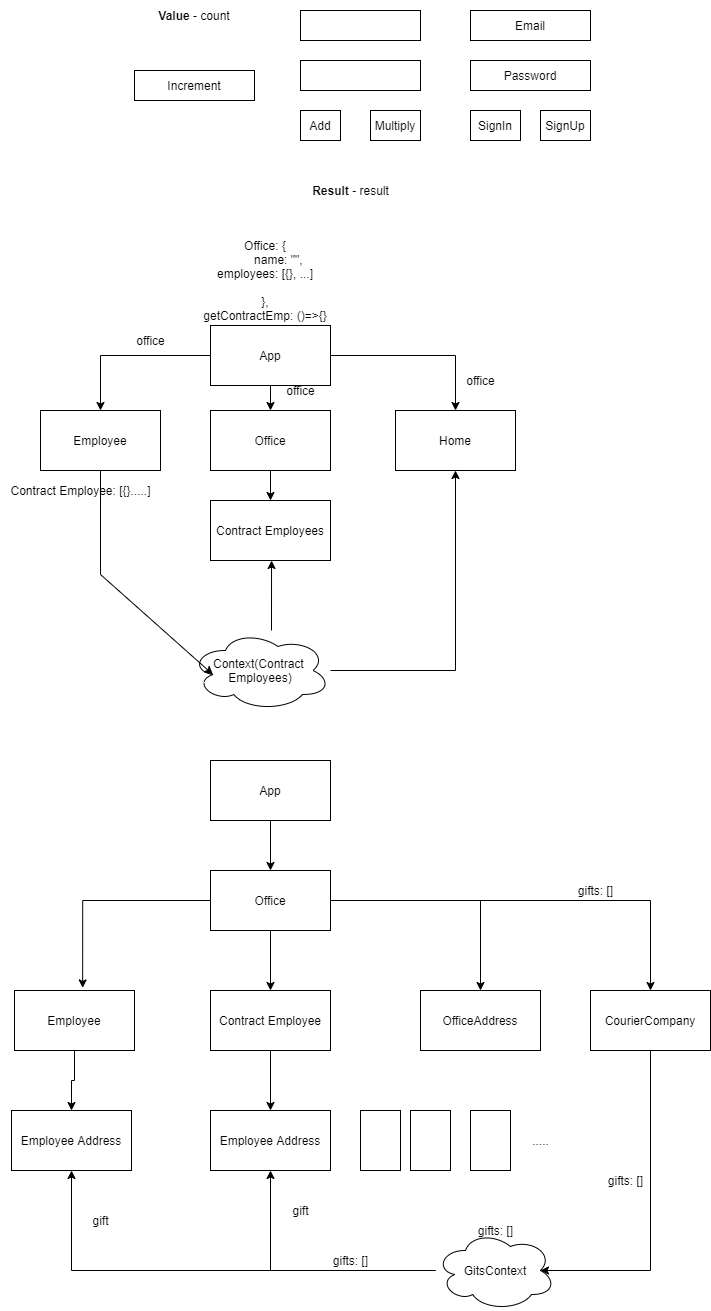 Value - count
Email
Increment
Password
Add
Multiply
SignIn
SignUp
Result - result
Office: {
name: "",
employees: [{}, ...]
},
getContractEmp: ()=>{}
office
App
office
office
Employee
Office
Home
Contract Employee: [{}.....]
Contract Employees
Context(Contract
Employees)
App
Office
gifts: []
Employee
Contract Employee
OfficeAddress
CourierCompany
Employee Address
Employee Address
.....
gifts: []
gift
gift
gifts: []
gifts: []
GitsContext